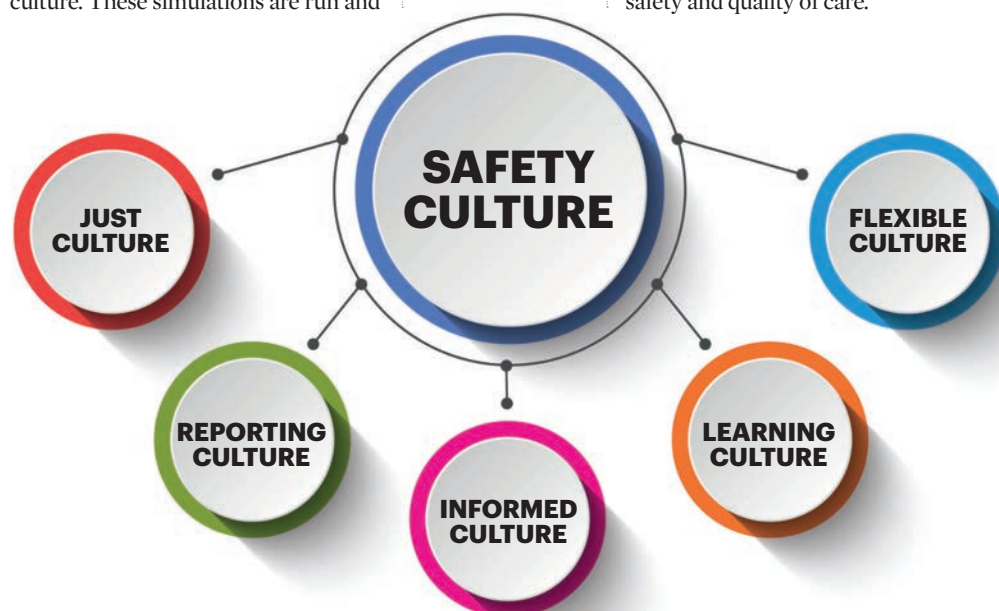 culture. These simulations are run and
safety and quality of care.
SAFETY
CULTURE
JUST
CULTURE
REPORTING
CULTURE
INFORMED
CULTURE
LEARNING
CULTURE
FLEXIBLE
CULTURE